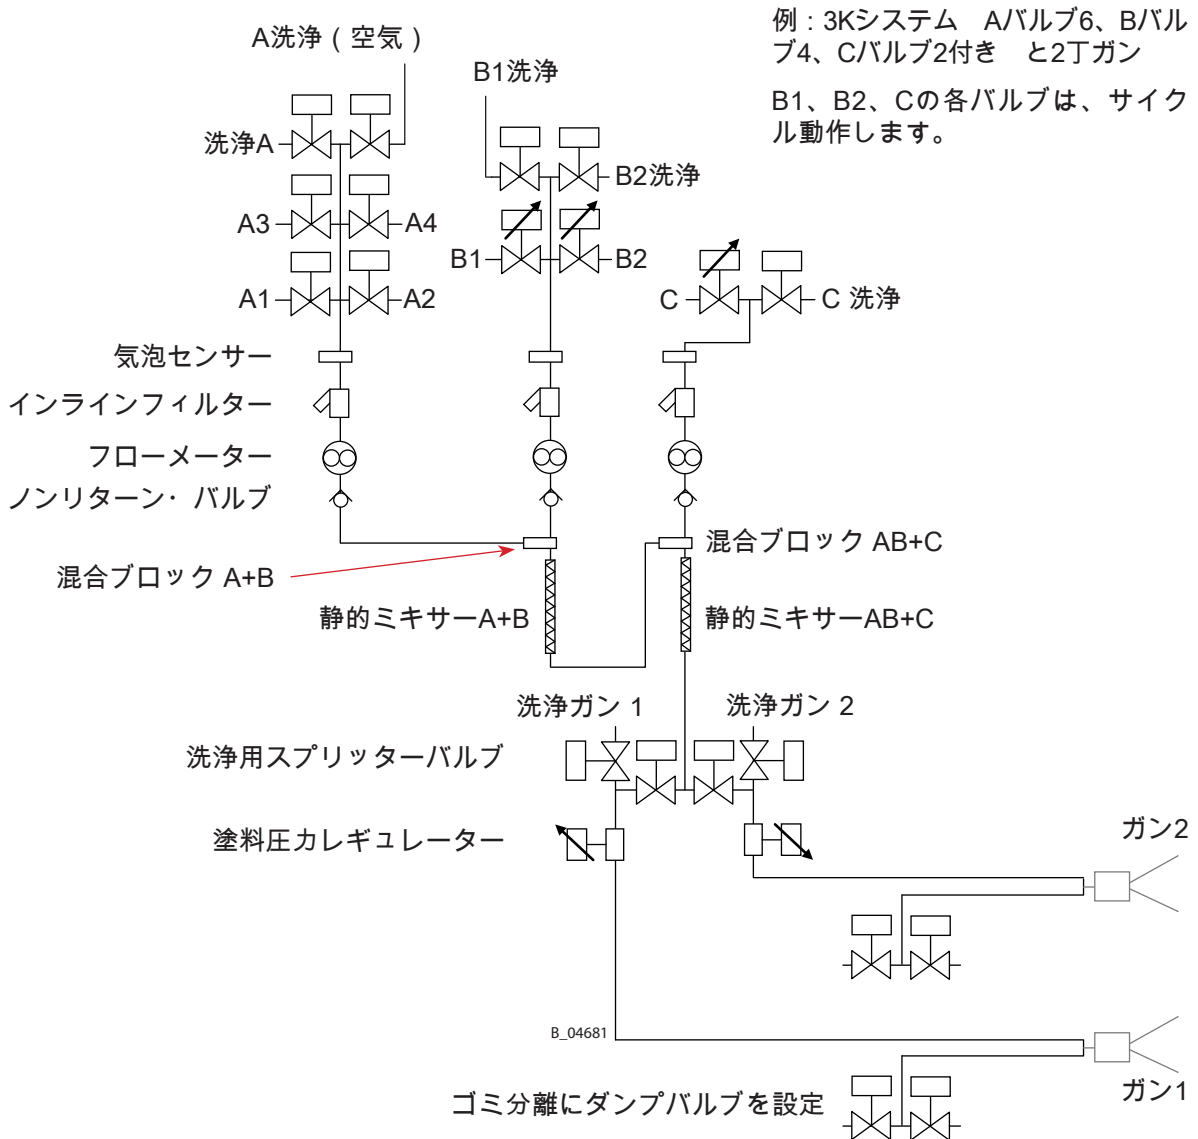 例：3Kシステム　Aバルブ6、Bバル
ブ4、Cバルブ2付き　と2丁ガン
B1、B2、Cの各バルブは、サイク
ル動作します。
A洗浄（空気）
B1洗浄
洗浄A
B2洗浄
A3
A4
B1
B2
A1
A2
C
C 洗浄
気泡センサー
インラインフィルター
フローメーター
ノンリターン・バルブ
混合ブロック AB+C
混合ブロック A+B
静的ミキサーA+B
静的ミキサーAB+C
洗浄ガン 1
洗浄ガン 2
洗浄用スプリッターバルブ
塗料圧力レギュレーター
ガン2
B_04681
ガン1
ゴミ分離にダンプバルブを設定